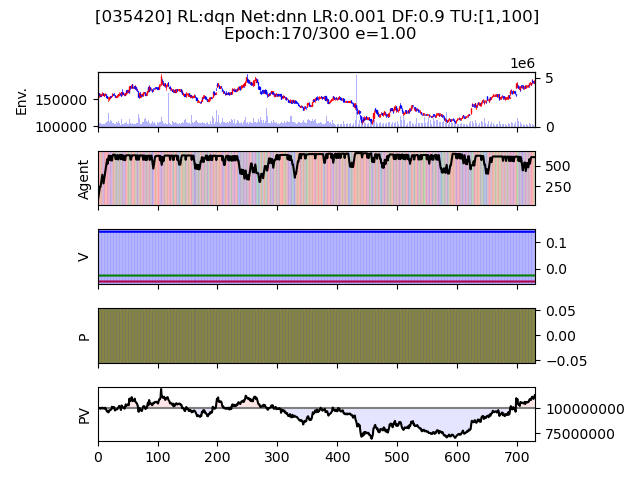 [035420] RL:dqn Net:dnn LR:0.001 DF:0.9 TU:[1,100]
Epoch:170/300 e=1.00
1e6
Env.
150000
100000
5
0
Agent
500
250
V
0.1
0.0
P
0.05
0.00
−0.05
PV
100000000
75000000
0 100 200 300 400 500 600 700